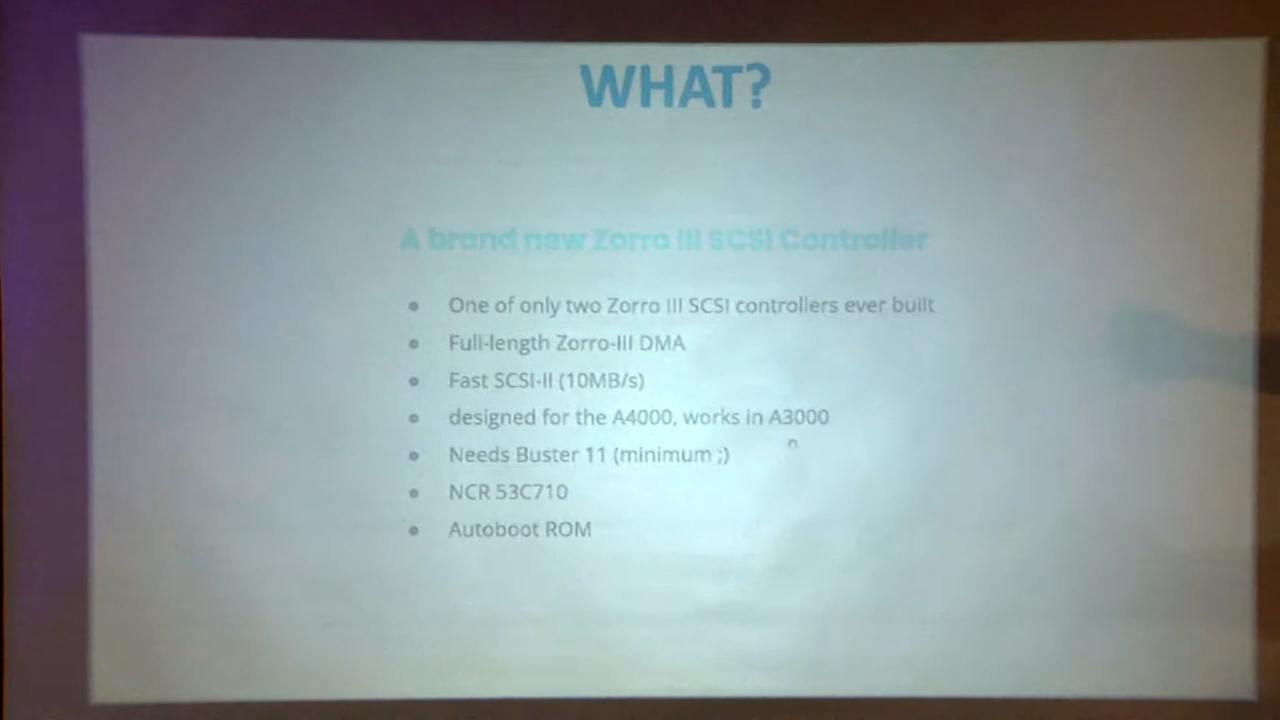 WHAT?
A brand new Zorro III SCSI Controller
One of only two Zorro III SCSI controllers ever built
Full-length Zorro-III DMA
Fast SCSI-II (10MB/s)
designed for the A4000, works in A3000
Needs Buster 11 (minimum ;)
NCR 53C710
Autoboot ROM